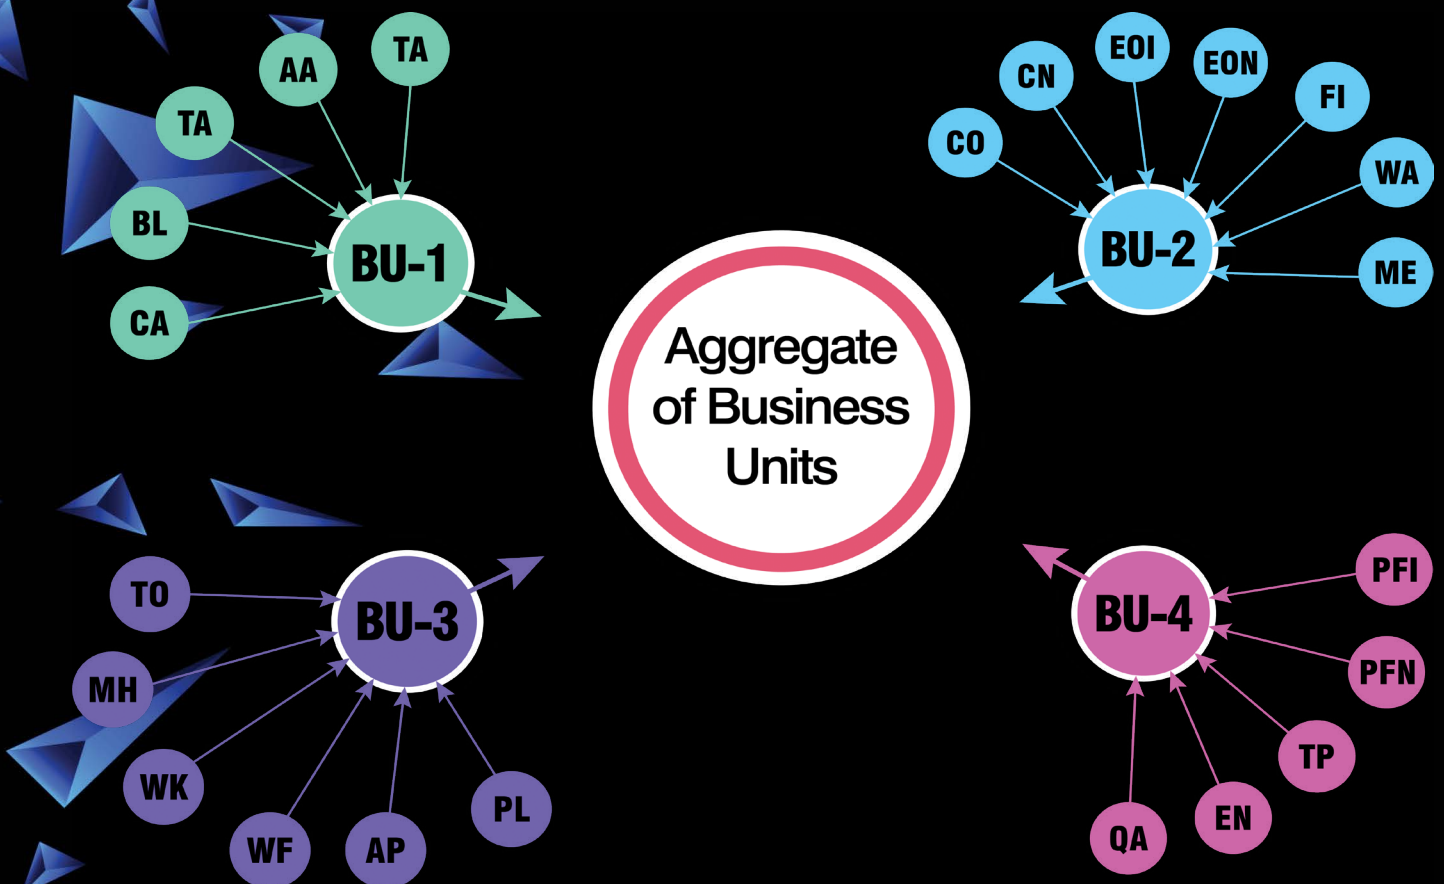 TA
AA
TA
BL
CA
BU-1
CO
CN
EOI
EON
FI
WA
ME
BU-2
Aggregate
of Business
Units
TO
MH
WK
WF
AP
PL
BU-3
PFI
PFN
TP
EN
QA
BU-4